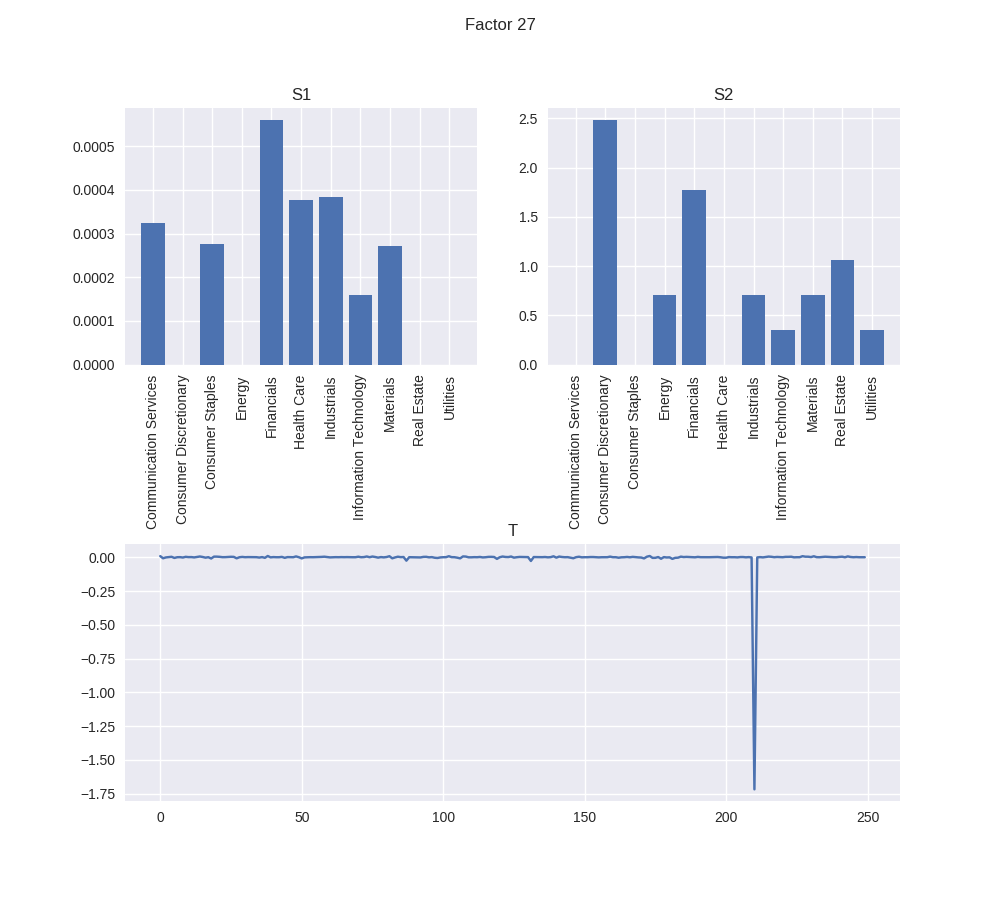 Factor 27
S1
0.0005
0.0004
0.0003
0.0002
0.0001
0.0000
Communication Services
Consumer Discretionary
Consumer Staples
Energy
Financials
Health Care
Industrials
Information Technology
Materials
Real Estate
Utilities
S2
2.5
2.0
1.5
1.0
0.5
0.0
Communication Services
Consumer Discretionary
Consumer Staples
Energy
Financials
Health Care
Industrials
Information Technology
Materials
Real Estate
Utilities
T
0.00
−0.25
−0.50
−0.75
−1.00
−1.25
−1.50
−1.75
0
50
100
150
200
250